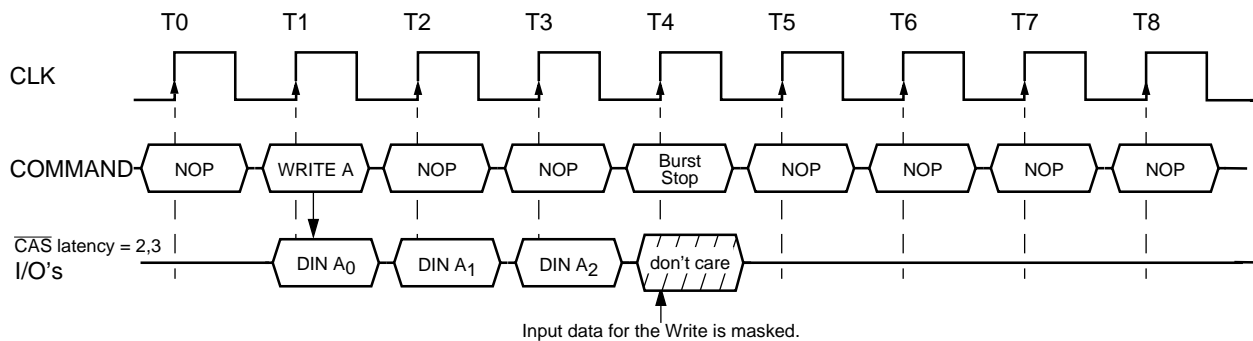 T0 T1 T2 T3 T4 T5 T6 T7 T8
CLK
COMMAND NOP WRITE A NOP NOP Burst Stop NOP NOP NOP NOP
CAS latency = 2,3
I/O's DIN A0 DIN A1 DIN A2 don't care
Input data for the Write is masked.